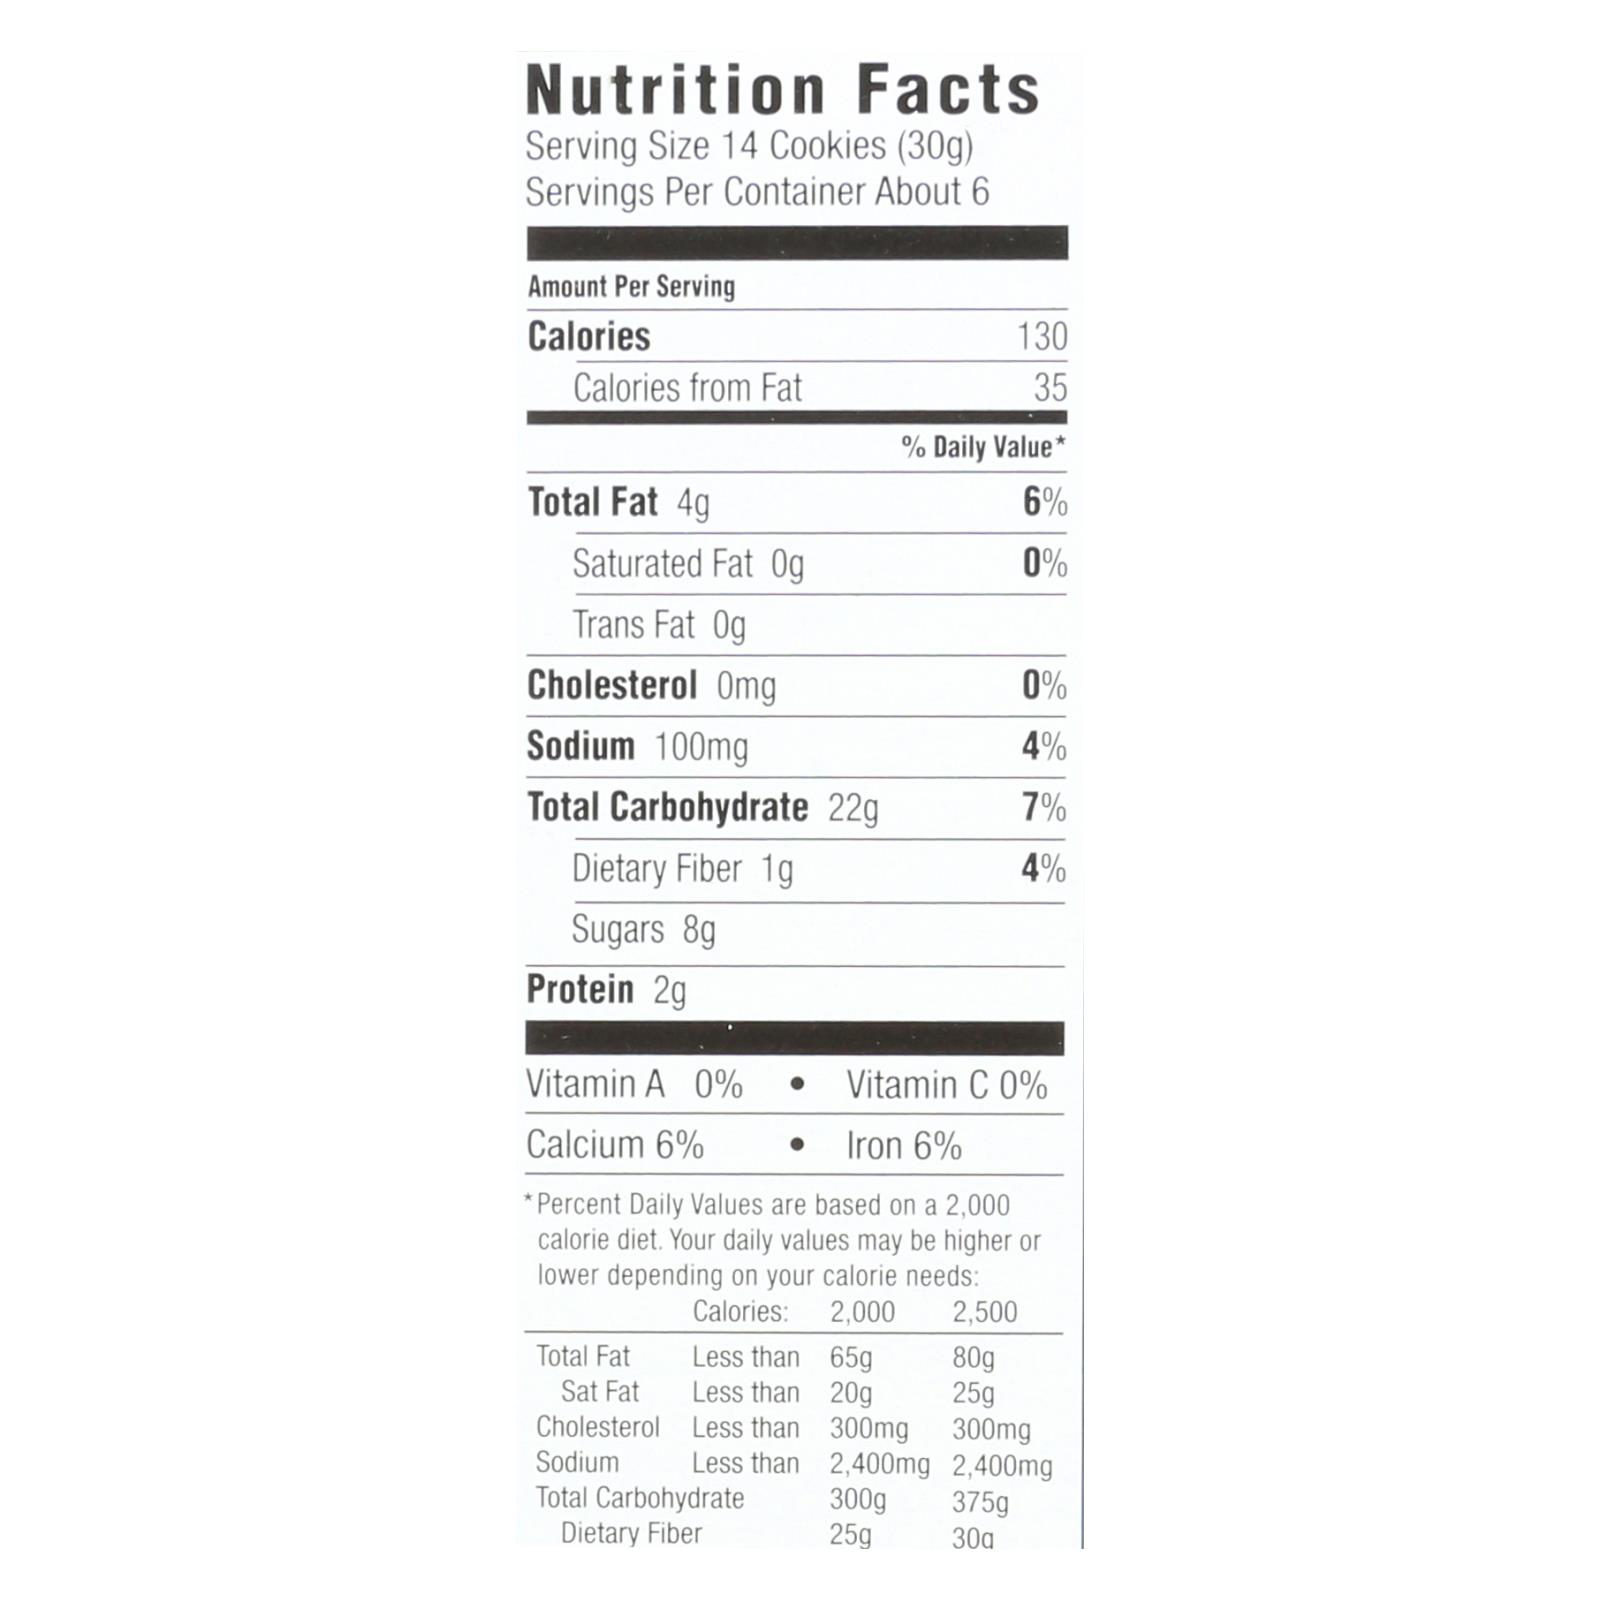 Nutrition Facts
Serving Size 14 Cookies (30g)
Servings Per Container About 6
Amount Per Serving
Calories 130
Calories from Fat 35
% Daily Value*
Total Fat 4g 6%
Saturated Fat 0g 0%
Trans Fat 0g
Cholesterol 0mg 0%
Sodium 100mg 4%
Total Carbohydrate 22g 7%
Dietary Fiber 1g 4%
Sugars 8g
Protein 2g
Vitamin A 0% • Vitamin C 0%
Calcium 6% • Iron 6%
*Percent Daily Values are based on a 2,000
calorie diet. Your daily values may be higher or
lower depending on your calorie needs:
Calories: 2,000 2,500
Total Fat Less than 65g 80g
Sat Fat Less than 20g 25g
Cholesterol Less than 300mg 300mg
Sodium Less than 2,400mg 2,400mg
Total Carbohydrate 300g 375g
Dietary Fiber 25g 30g